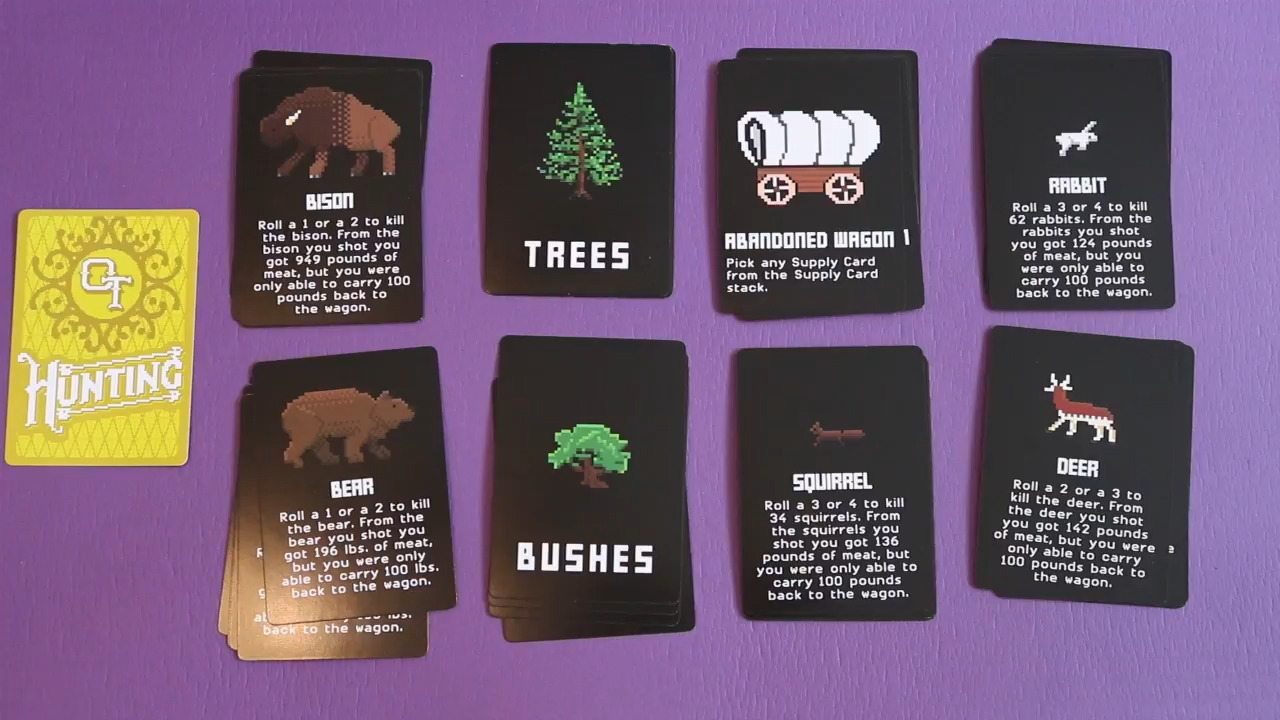 OT
HUNTING
BISON
Roll a 1 or a 2 to kill
the bison. From the
bison you shot you
got 949 pounds of
meat, but you were
only able to carry 100
pounds back to
the wagon.
TREES
ABANDONED WAGON 1
Pick any Supply Card
from the Supply Card
stack.
RABBIT
Roll a 3 or 4 to kill
62 rabbits. From the
rabbits you shot
you got 124 pounds
of meat, but you
were only able to
carry 100 pounds
back to the wagon.
BEAR
Roll a 1 or a 2 to kill
the bear. From the
bear you shot you
got 196 lbs. of meat,
but you were only
able to carry 100 lbs.
back to the wagon.
back to the wagon.
BUSHES
SQUIRREL
Roll a 3 or 4 to kill
34 squirrels. From
the squirrels you
shot you got 136
pounds of meat, but
you were only able to
carry 100 pounds
back to the wagon.
DEER
Roll a 2 or a 3 to
kill the deer. From
the deer you shot
you got 142 pounds
of meat, but you were
only able to carry
100 pounds back to
the wagon.